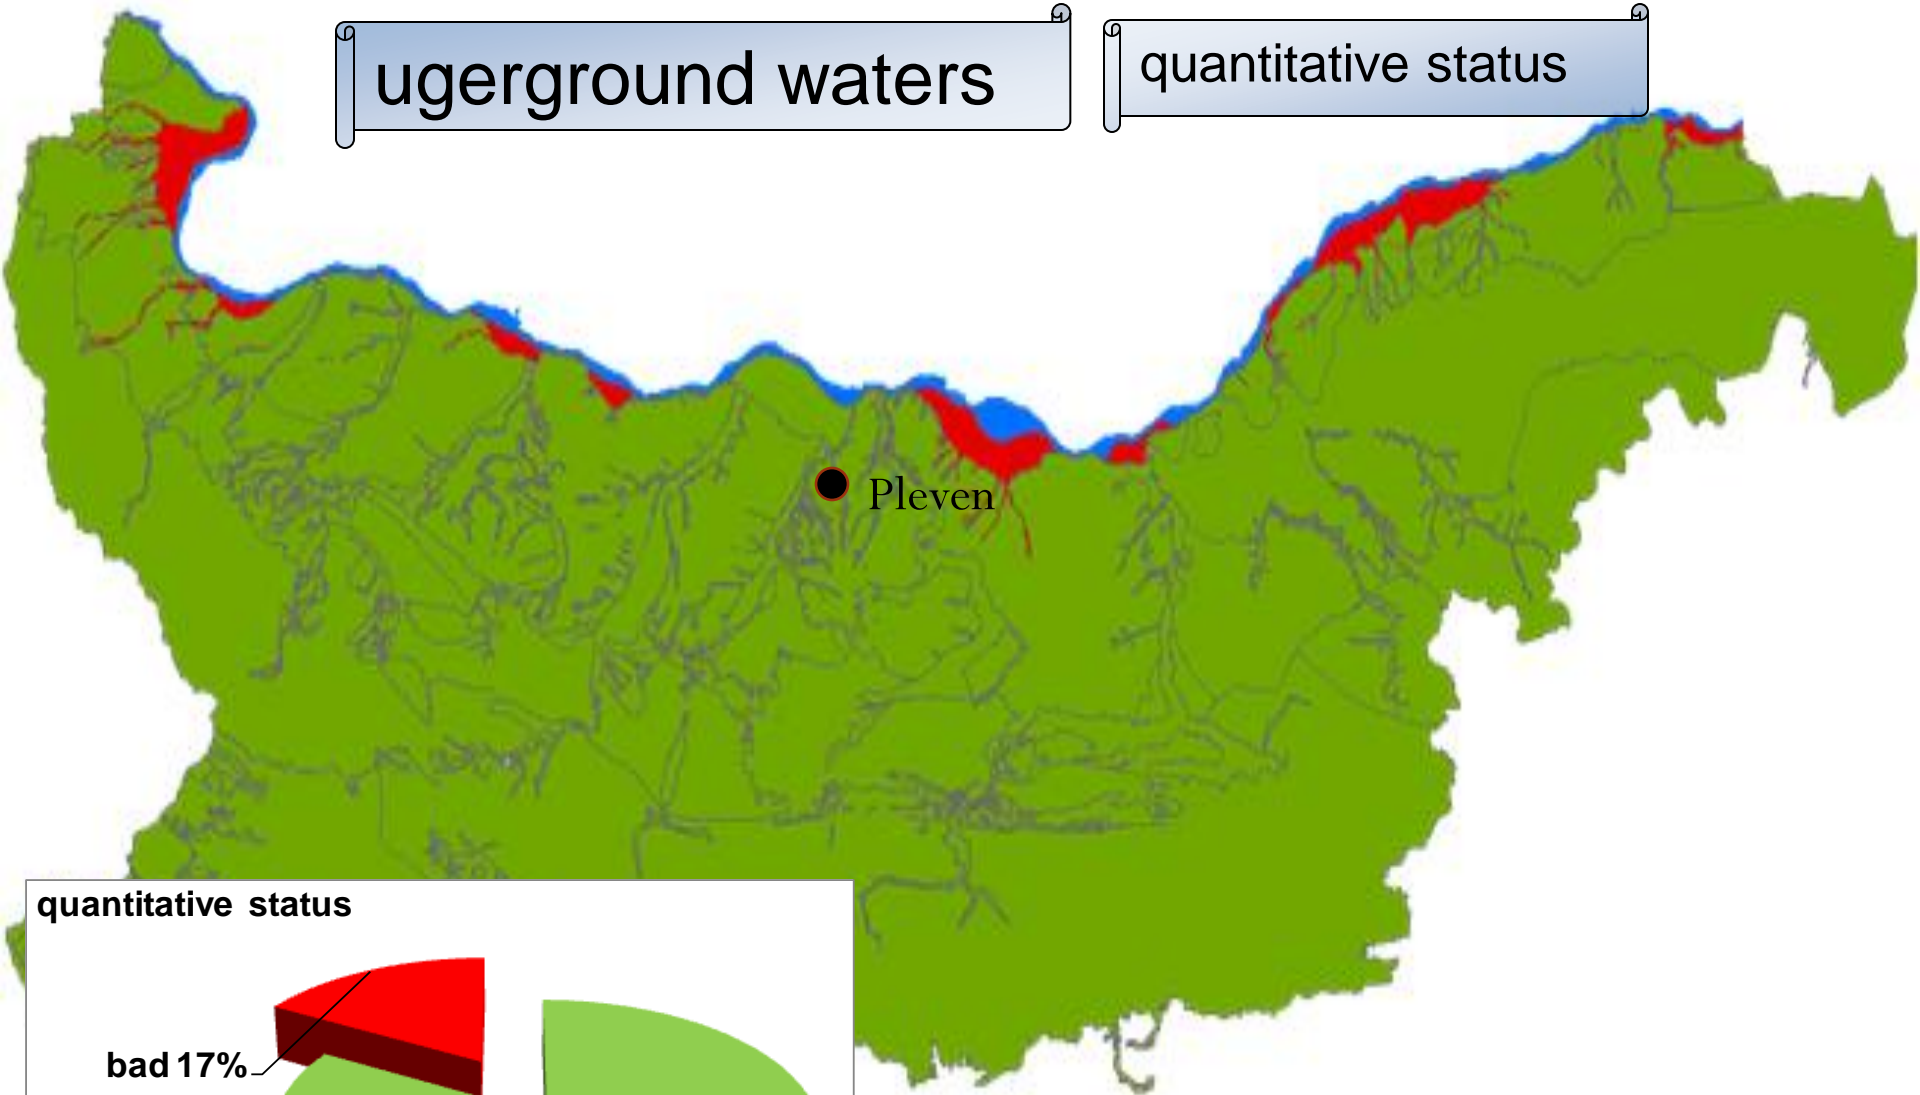 ugerground waters
quantitative status
Pleven
quantitative status
bad 17%